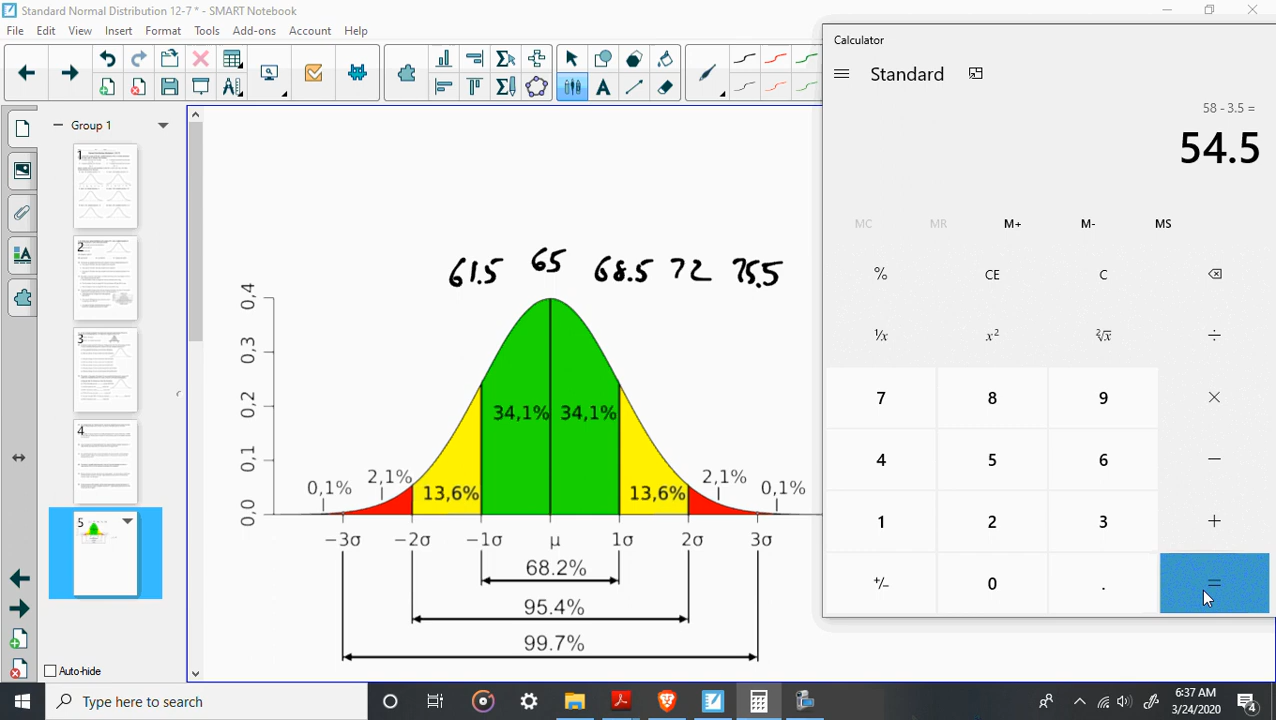 Standard Normal Distribution 12-7 * - SMART Notebook
File Edit View Insert Format Tools Add-ons Account Help
Group 1
1
2
3
4
5
Auto-hide
61.5 65 68.5 72 75.5
0.4
0.3
0.2
0.1
0.0
34,1% 34,1%
0,1% 2,1% 13,6% 13,6% 2,1% 0,1%
−3σ −2σ −1σ μ 1σ 2σ 3σ
68.2%
95.4%
99.7%
Calculator
Standard
58 - 3.5 =
54.5
MC MR M+ M- MS
% CE C
¹/x x² ²√x ÷
7 8 9 ×
4 5 6 −
1 2 3 +
+/− 0 . =
Type here to search
6:37 AM
3/24/2020
4